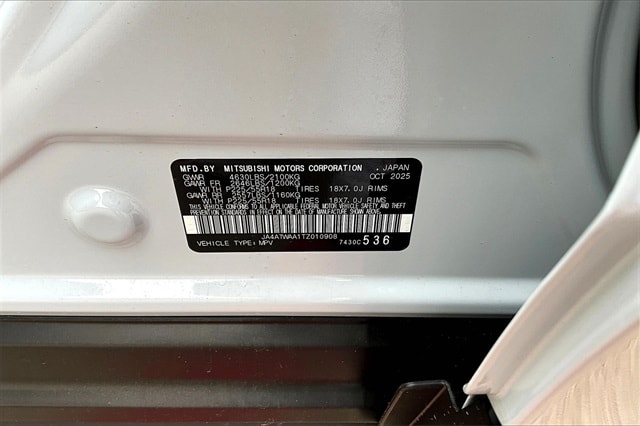 MFD.BY MITSUBISHI MOTORS CORPORATION . JAPAN
GWVR 4630LBS/2100KG OCT 2025
GAWR FR 2646LBS/1200KG
WITH P225/55R18 TIRES 18X7.0J RIMS
GAWR RR 2557LBS/1160KG
WITH P225/55R18 TIRES 18X7.0J RIMS
THIS VEHICLE CONFORMS TO ALL APPLICABLE FEDERAL MOTOR VEHICLE SAFETY AND THEFT
PREVENTION STANDARDS IN EFFECT ON THE DATE OF MANUFACTURE SHOWN ABOVE.
JA4ATWAA1TZ010908
VEHICLE TYPE: MPV 7430C 536